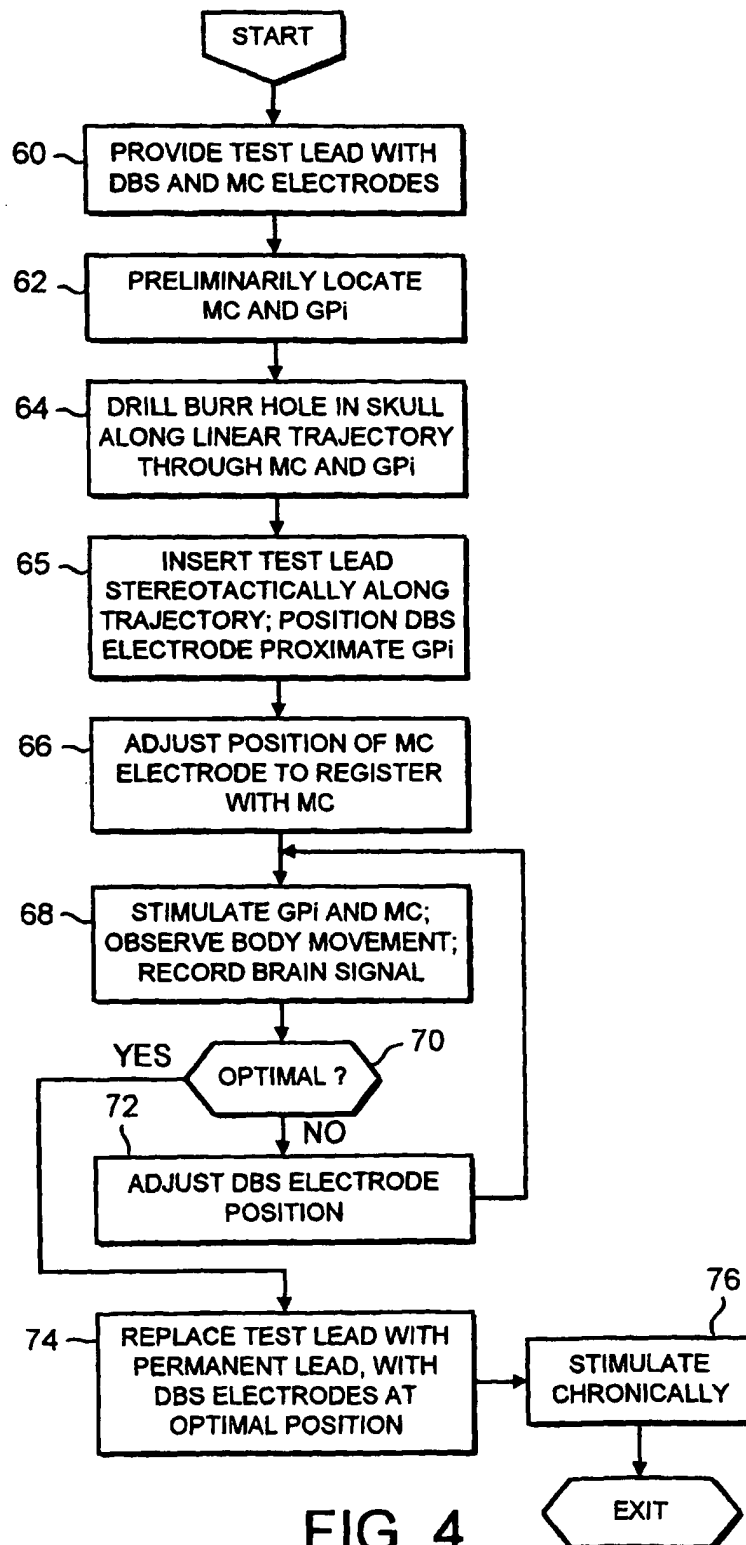 START
60
PROVIDE TEST LEAD WITH
DBS AND MC ELECTRODES
62
PRELIMINARILY LOCATE
MC AND GPi
64
DRILL BURR HOLE IN SKULL
ALONG LINEAR TRAJECTORY
THROUGH MC AND GPi
65
INSERT TEST LEAD
STEREOTACTICALLY ALONG
TRAJECTORY; POSITION DBS
ELECTRODE PROXIMATE GPi
66
ADJUST POSITION OF MC
ELECTRODE TO REGISTER
WITH MC
68
STIMULATE GPi AND MC;
OBSERVE BODY MOVEMENT;
RECORD BRAIN SIGNAL
70
YES
OPTIMAL ?
72
NO
ADJUST DBS ELECTRODE
POSITION
74
REPLACE TEST LEAD WITH
PERMANENT LEAD, WITH
DBS ELECTRODES AT
OPTIMAL POSITION
76
STIMULATE
CHRONICALLY
EXIT
FIG. 4